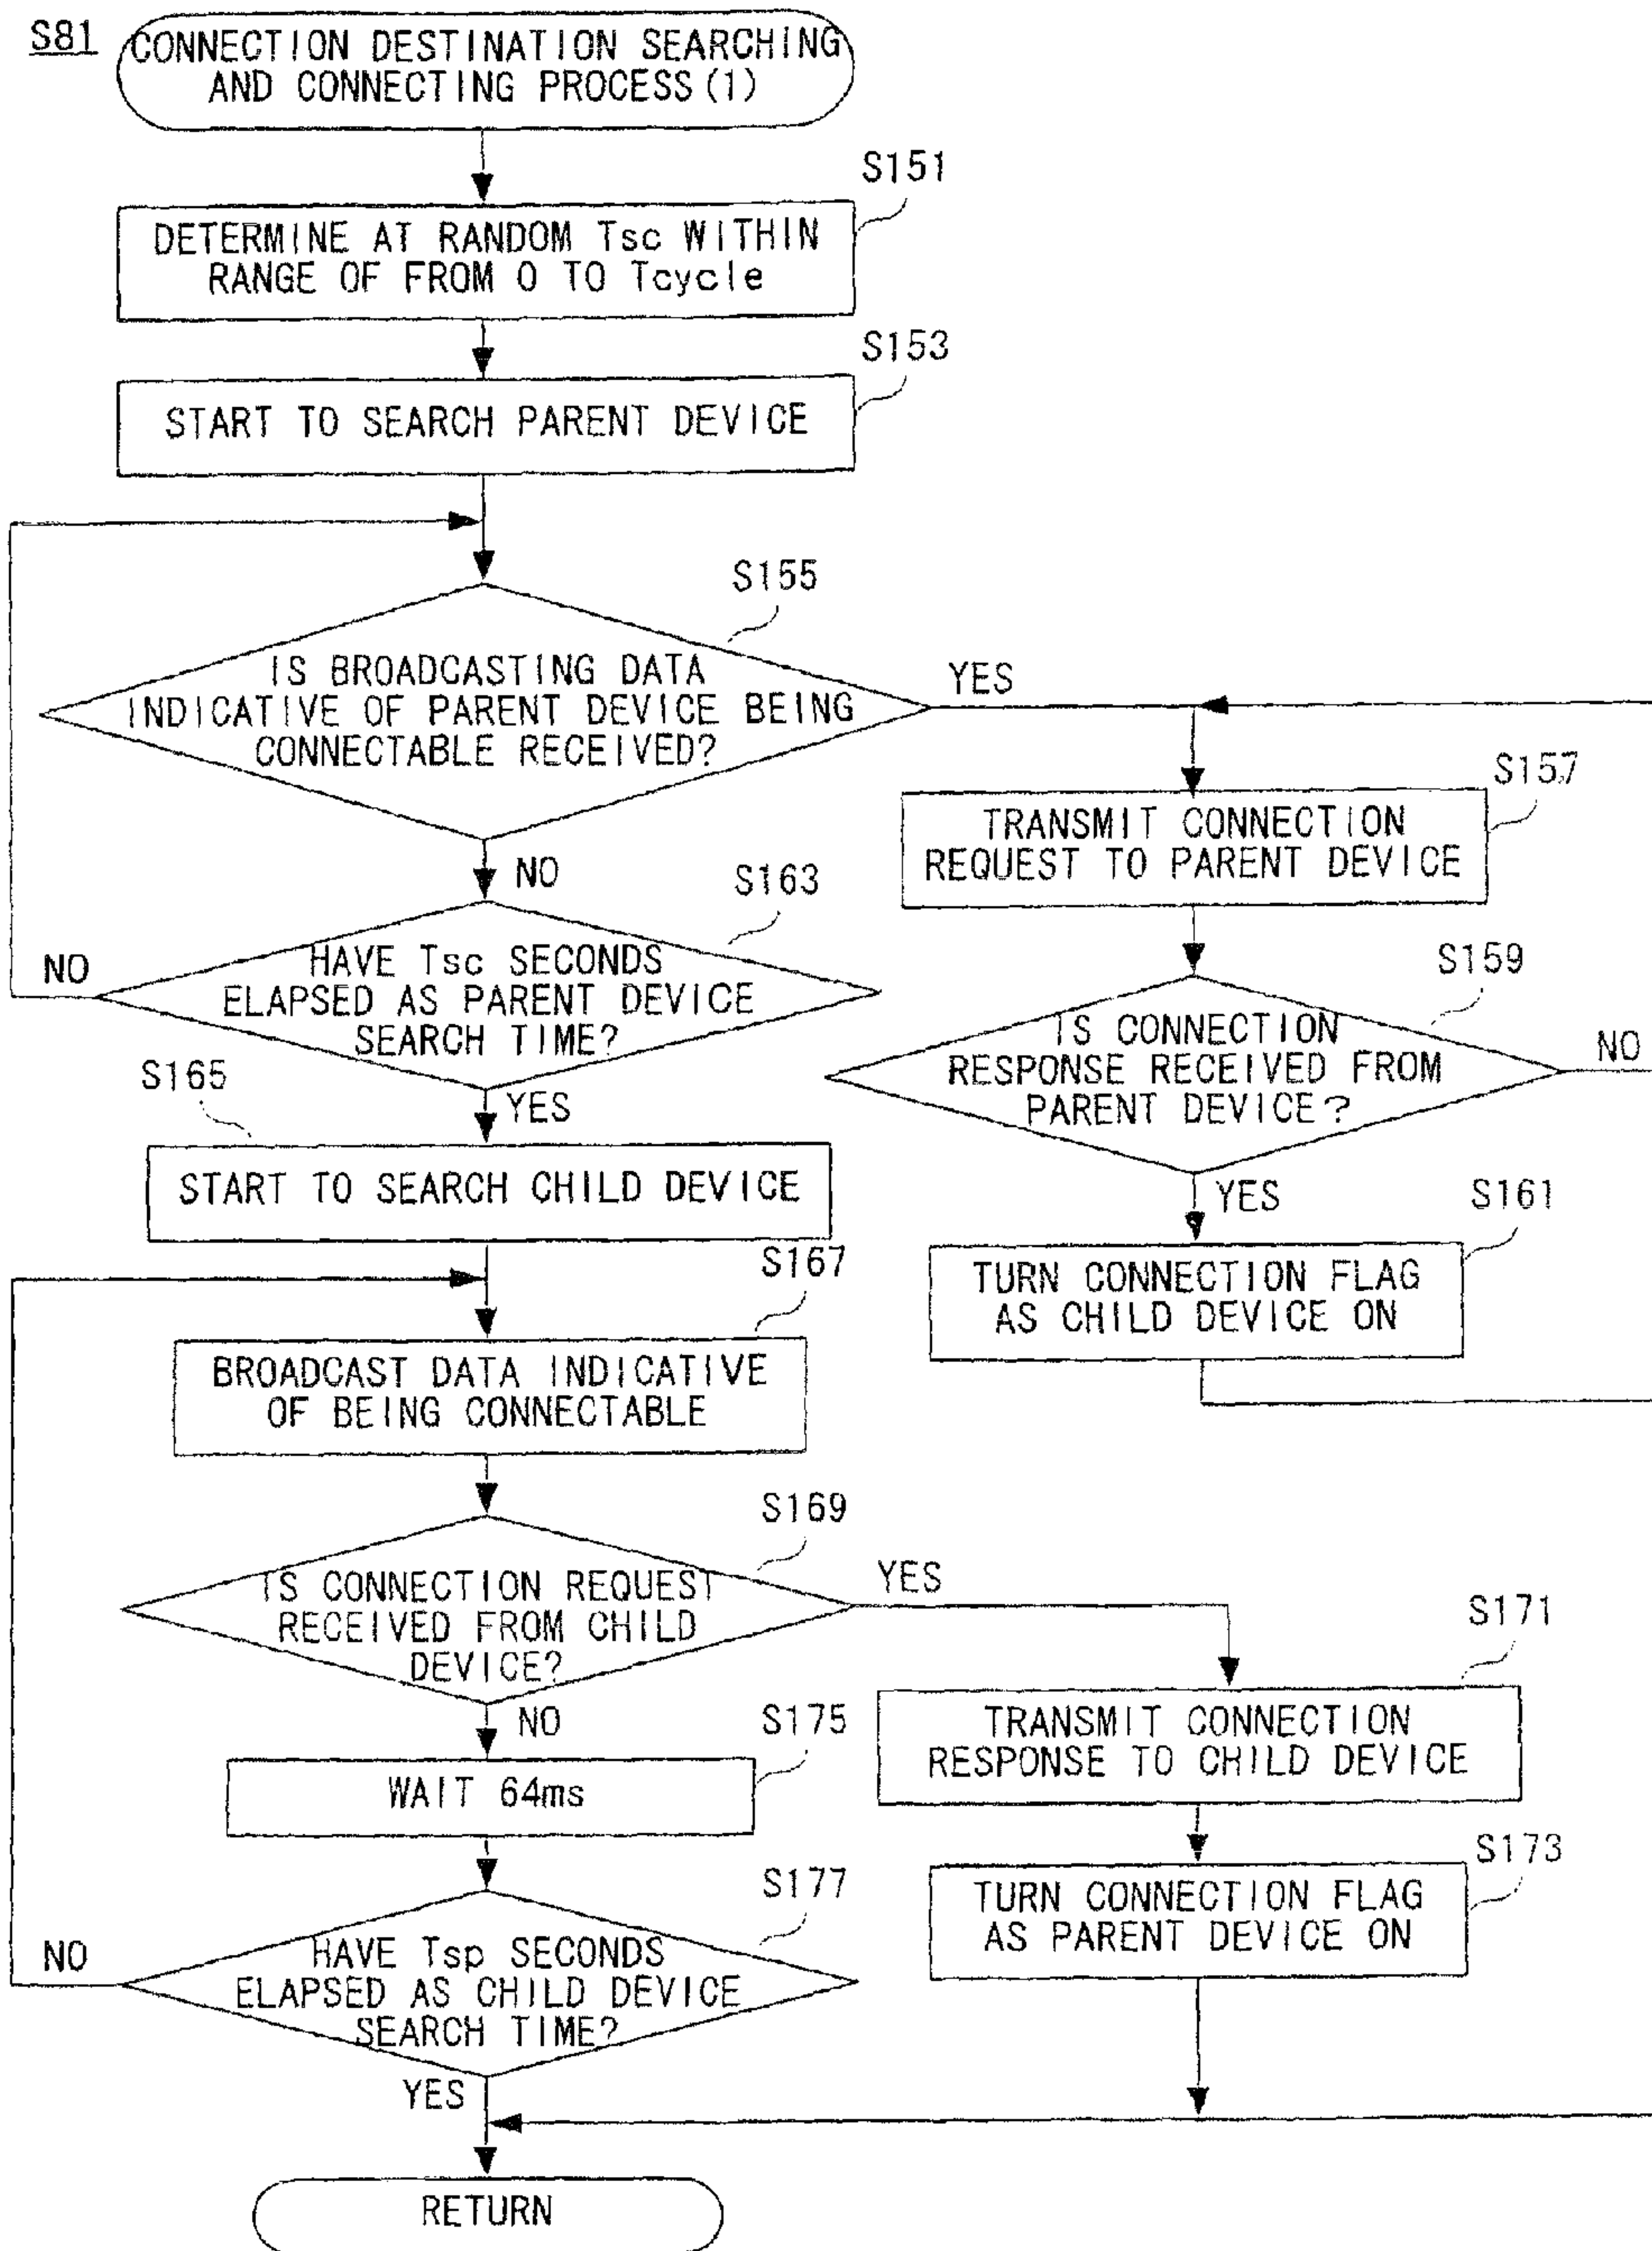 S81
CONNECTION DESTINATION SEARCHING
AND CONNECTING PROCESS(1)
S151
DETERMINE AT RANDOM Tsc WITHIN
RANGE OF FROM 0 TO Tcycle
S153
START TO SEARCH PARENT DEVICE
S155
IS BROADCASTING DATA
INDICATIVE OF PARENT DEVICE BEING
CONNECTABLE RECEIVED?
YES
NO
S157
TRANSMIT CONNECTION
REQUEST TO PARENT DEVICE
S159
IS CONNECTION
RESPONSE RECEIVED FROM
PARENT DEVICE?
NO
YES
S161
TURN CONNECTION FLAG
AS CHILD DEVICE ON
S163
HAVE Tsc SECONDS
ELAPSED AS PARENT DEVICE
SEARCH TIME?
NO
YES
S165
START TO SEARCH CHILD DEVICE
S167
BROADCAST DATA INDICATIVE
OF BEING CONNECTABLE
S169
IS CONNECTION REQUEST
RECEIVED FROM CHILD
DEVICE?
YES
NO
S171
TRANSMIT CONNECTION
RESPONSE TO CHILD DEVICE
S173
TURN CONNECTION FLAG
AS PARENT DEVICE ON
S175
WAIT 64ms
S177
HAVE Tsp SECONDS
ELAPSED AS CHILD DEVICE
SEARCH TIME?
NO
YES
RETURN